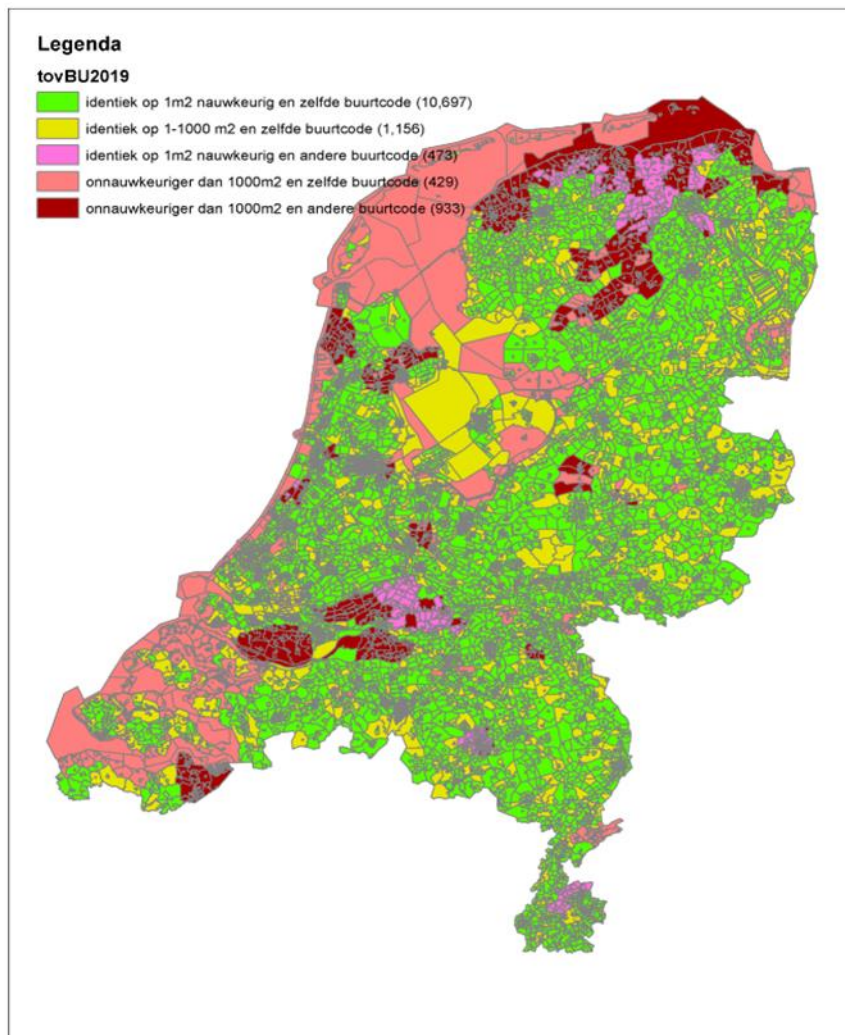 Legenda
tovBU2019
identiek op 1m2 nauwkeurig en zelfde buurtcode (10,697)
identiek op 1-1000 m2 en zelfde buurtcode (1,156)
identiek op 1m2 nauwkeurig en andere buurtcode (473)
onnauwkeuriger dan 1000m2 en zelfde buurtcode (429)
onnauwkeuriger dan 1000m2 en andere buurtcode (933)